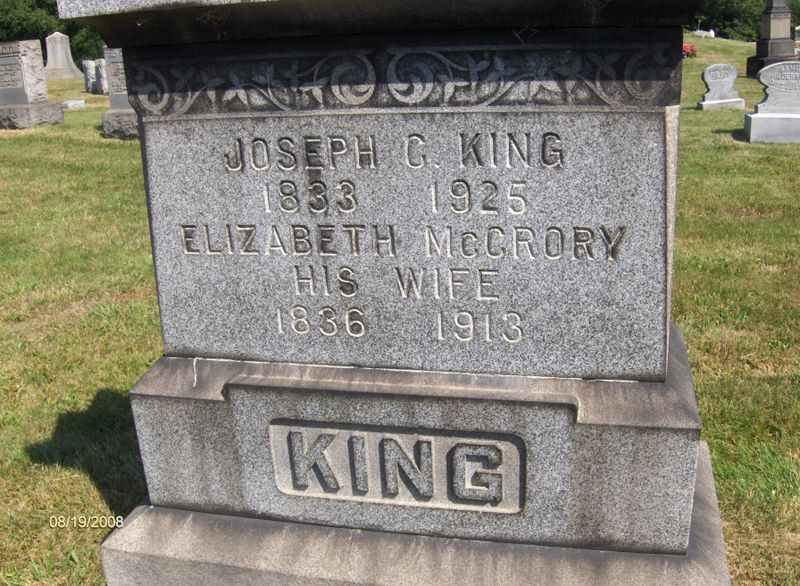 JOSEPH C. KING
1833 1925
ELIZABETH McCRORY
HIS WIFE
1836 1913
KING
08/19/2008